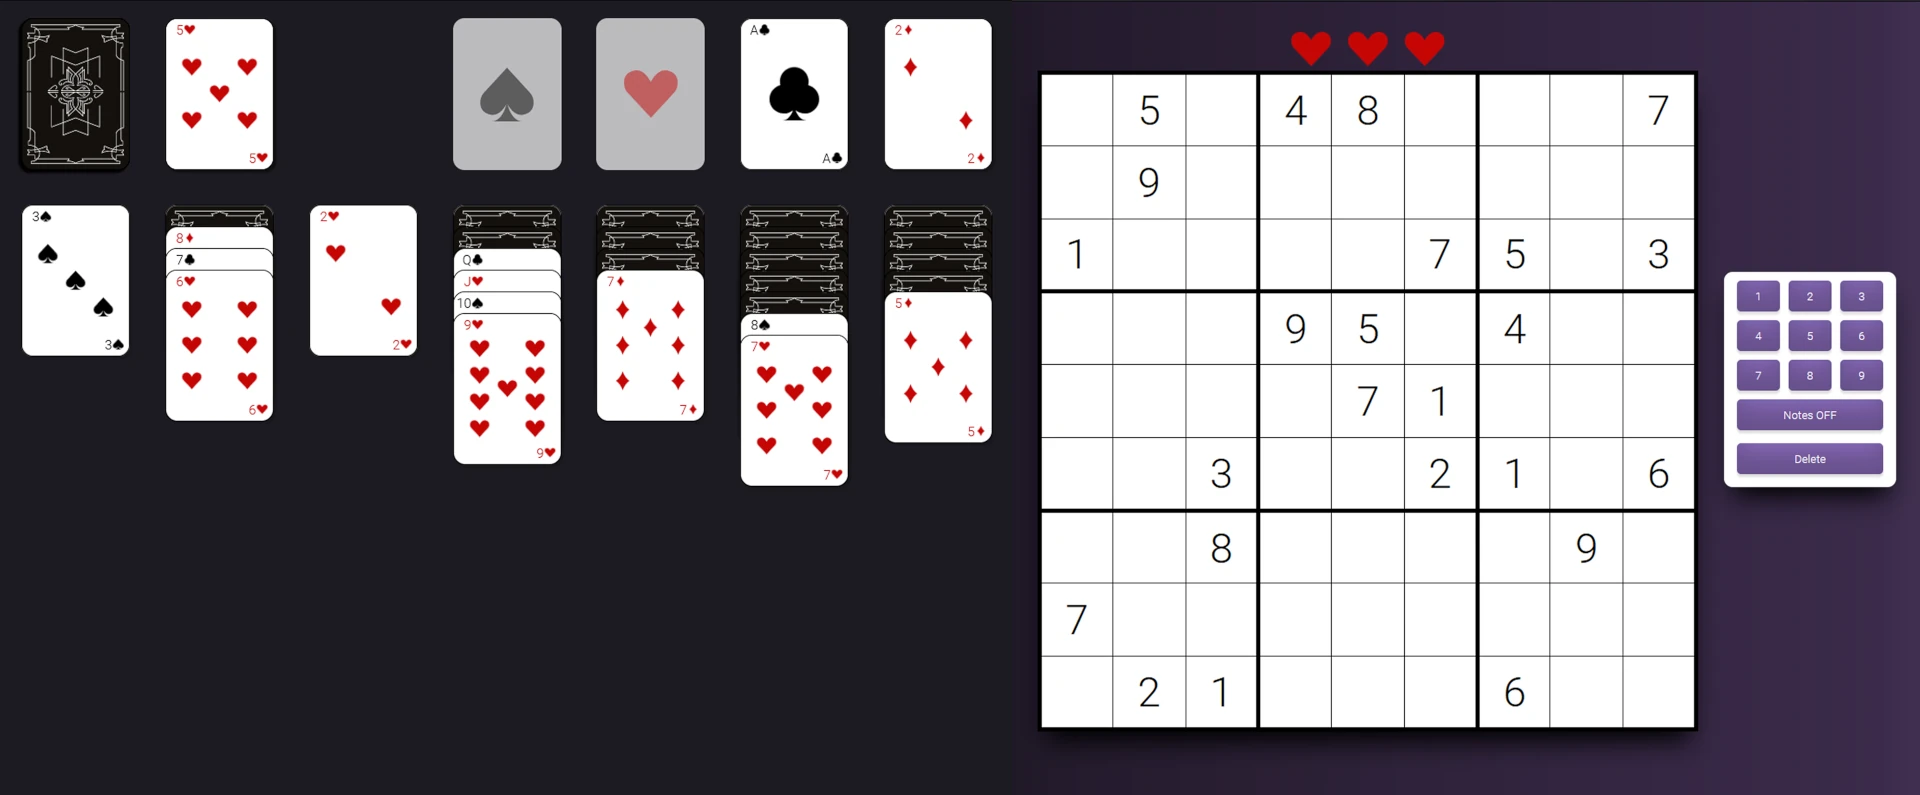 5♥ A♣ 2♦
5♥ A♣ 2♦
3♠
3♠
8♦
7♣
6♥
6♥
2♥
2♥
Q♣
J♥
10♠
9♥
9♥
7♦
7♦
8♠
7♥
7♥
5♦
5♦
5 4 8 7
9
1 7 5 3
9 5 4
7 1
3 2 1 6
8 9
7
2 1 6
1 2 3
4 5 6
7 8 9
Notes OFF
Delete